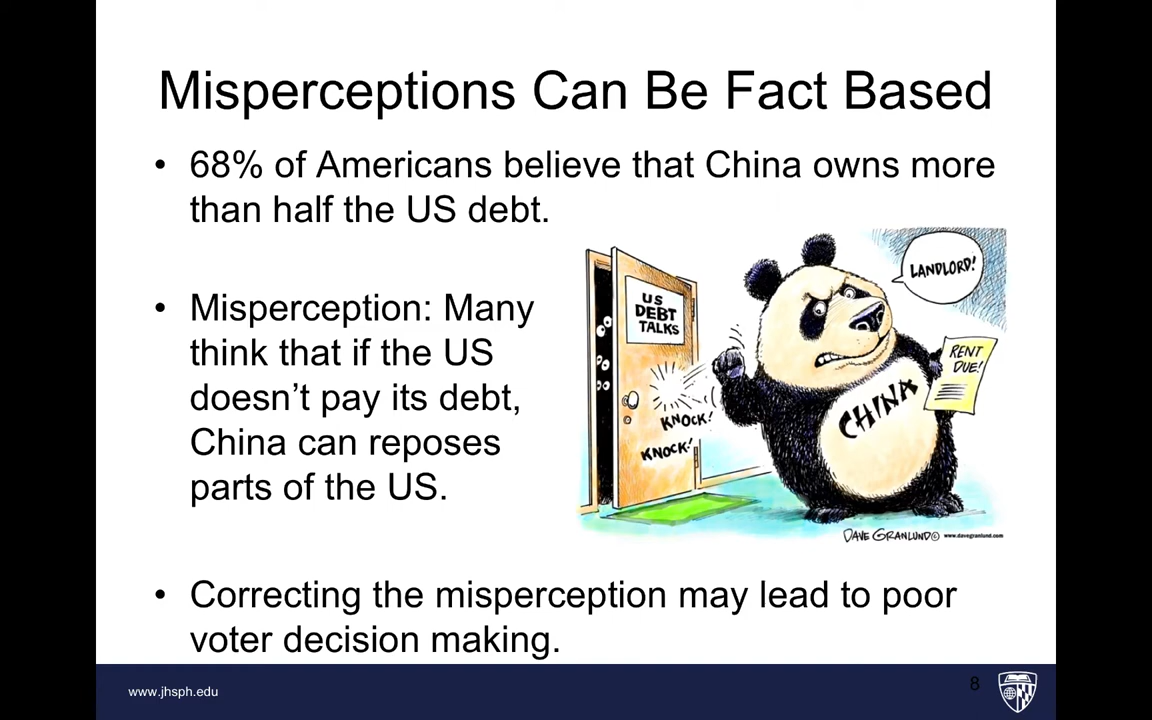 Misperceptions Can Be Fact Based
• 68% of Americans believe that China owns more
than half the US debt.
LANDLORD!
US
DEBT
TALKS
RENT
DUE!
KNOCK!
KNOCK!
CHINA
DAVE GRANLUND© www.davegranlund.com
• Misperception: Many
think that if the US
doesn’t pay its debt,
China can reposes
parts of the US.
• Correcting the misperception may lead to poor
voter decision making.
www.jhsph.edu
8